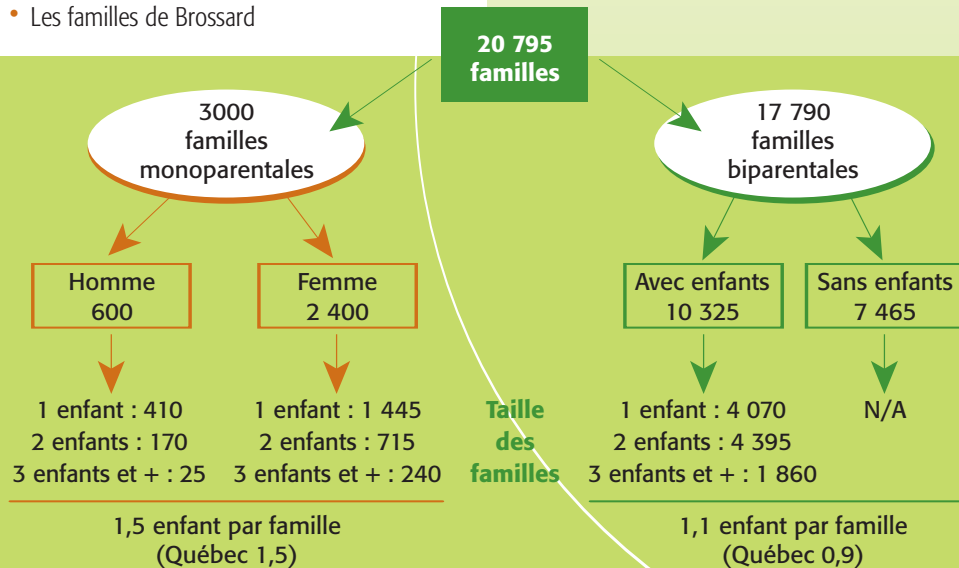 • Les familles de Brossard
20 795
familles
3000
familles
monoparentales
17 790
familles
biparentales
Homme
600
Femme
2 400
Avec enfants
10 325
Sans enfants
7 465
1 enfant : 410
2 enfants : 170
3 enfants et + : 25
1 enfant : 1 445
2 enfants : 715
3 enfants et + : 240
Taille
des
familles
1 enfant : 4 070
2 enfants : 4 395
3 enfants et + : 1 860
N/A
1,5 enfant par famille
(Québec 1,5)
1,1 enfant par famille
(Québec 0,9)